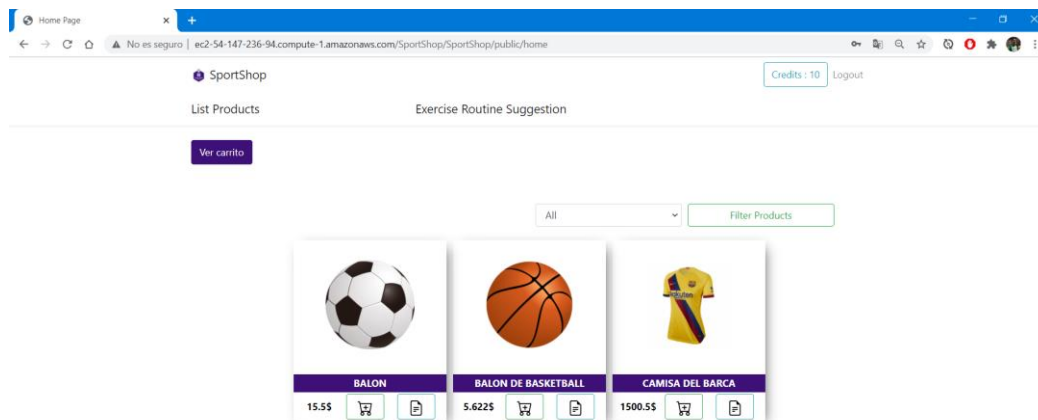 Home Page
No es seguro | ec2-54-147-236-94.compute-1.amazonaws.com/SportShop/SportShop/public/home
SportShop
Credits : 10 Logout
List Products Exercise Routine Suggestion
Ver carrito
All Filter Products
Rakuten
BALON BALON DE BASKETBALL CAMISA DEL BARCA
15.5$ 5.622$ 1500.5$